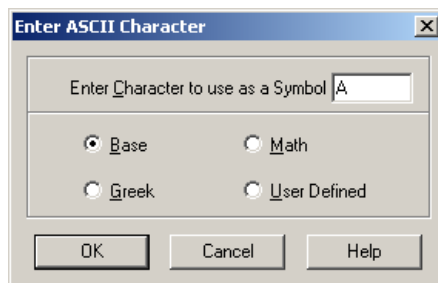 Enter ASCII Character
Enter Character to use as a Symbol A
Base Math
Greek User Defined
OK Cancel Help